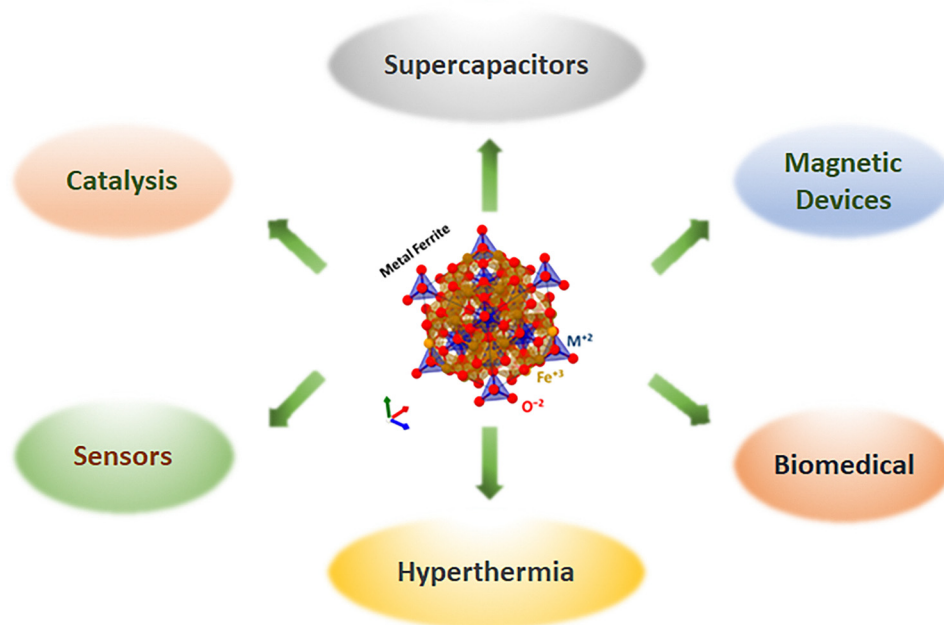 Supercapacitors
Catalysis
Magnetic
Devices
Metal Ferrite
M⁺²
Fe⁺³
O⁻²
Sensors
Biomedical
Hyperthermia